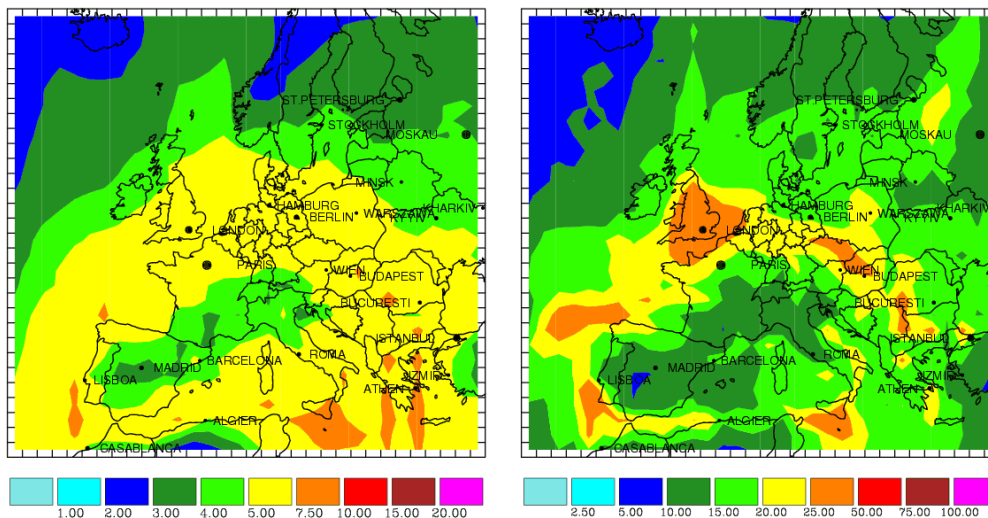 ST.PETERSBURG
STOCKHOLM
MOSKAU
MINSK
HAMBURG
BERLIN
WARSZAWA
KHARKIV
KYYIV
LONDON
PARIS
WIEN
BUDAPEST
BUCURESTI
ISTANBUL
ROMA
BARCELONA
MADRID
LISBOA
IZMIR
ATHEN
ALGIER
CASABLANCA
1.00 2.00 3.00 4.00 5.00 7.50 10.00 15.00 20.00
ST.PETERSBURG
STOCKHOLM
MOSKAU
MINSK
HAMBURG
BERLIN
WARSZAWA
KHARKIV
KYYIV
LONDON
PARIS
WIEN
BUDAPEST
BUCURESTI
ISTANBUL
ROMA
BARCELONA
MADRID
LISBOA
IZMIR
ATHEN
ALGIER
CASABLANCA
2.50 5.00 10.00 15.00 20.00 25.00 50.00 75.00 100.00